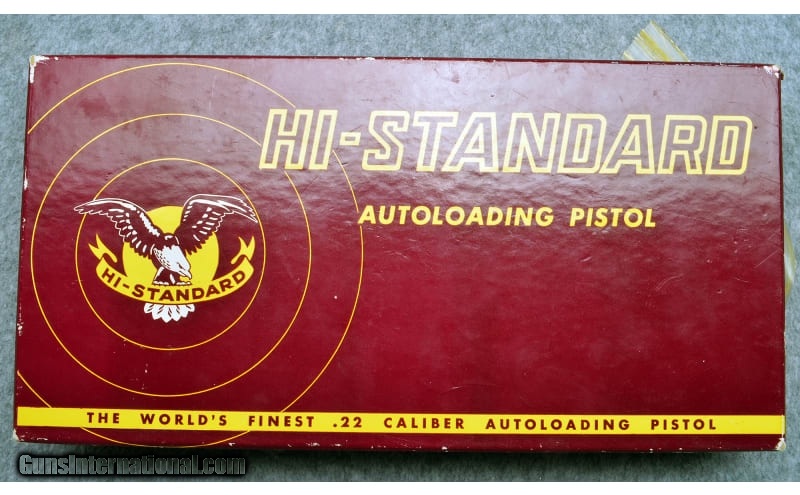 HI-STANDARD
AUTOLOADING PISTOL
HI-STANDARD
THE WORLD'S FINEST .22 CALIBER AUTOLOADING PISTOL
GunsInternational.com